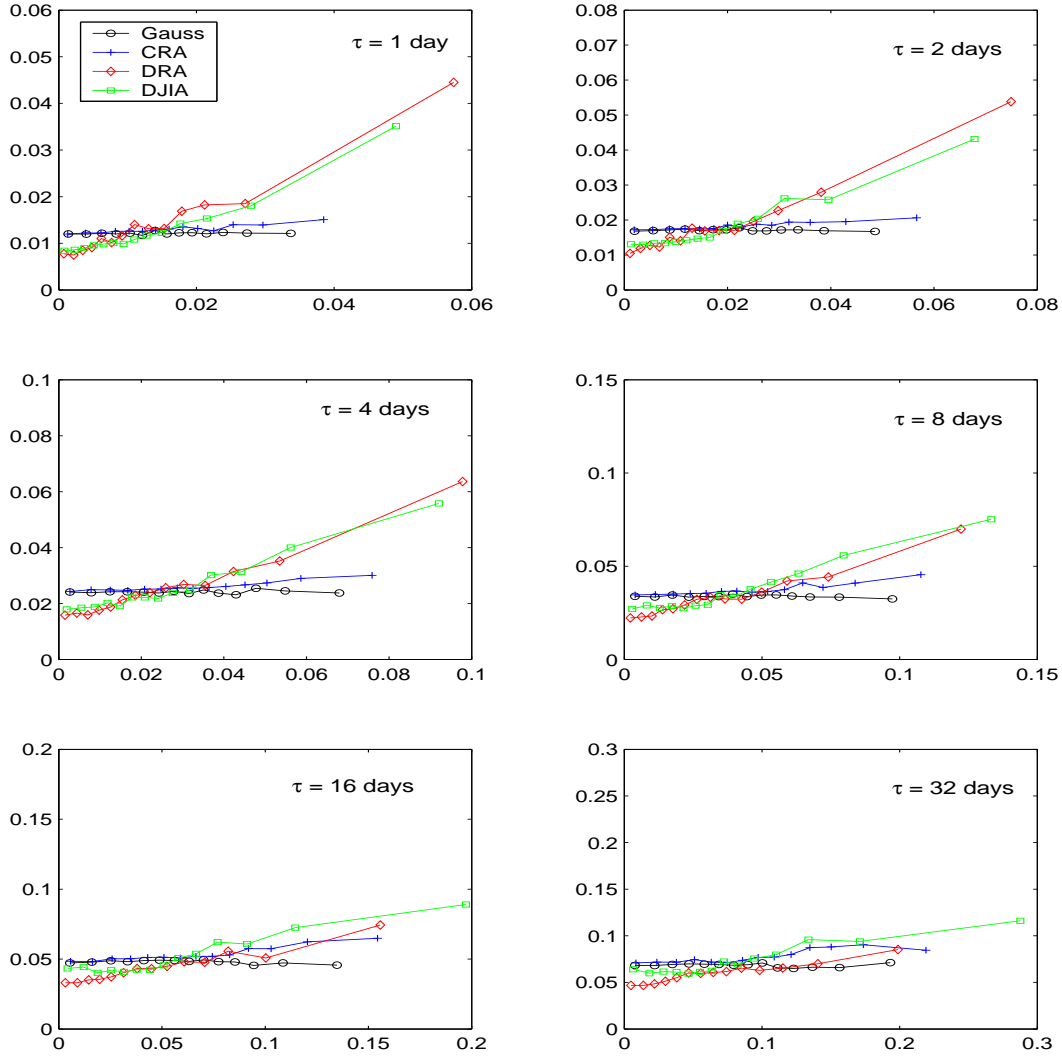 τ = 1 day
Gauss
CRA
DRA
DJIA
0.06
0.05
0.04
0.03
0.02
0.01
0
0 0.02 0.04 0.06
τ = 2 days
0.08
0.07
0.06
0.05
0.04
0.03
0.02
0.01
0
0 0.02 0.04 0.06 0.08
τ = 4 days
0.1
0.08
0.06
0.04
0.02
0
0 0.02 0.04 0.06 0.08 0.1
τ = 8 days
0.15
0.1
0.05
0
0 0.05 0.1 0.15
τ = 16 days
0.2
0.15
0.1
0.05
0
0 0.05 0.1 0.15 0.2
τ = 32 days
0.3
0.25
0.2
0.15
0.1
0.05
0
0 0.1 0.2 0.3